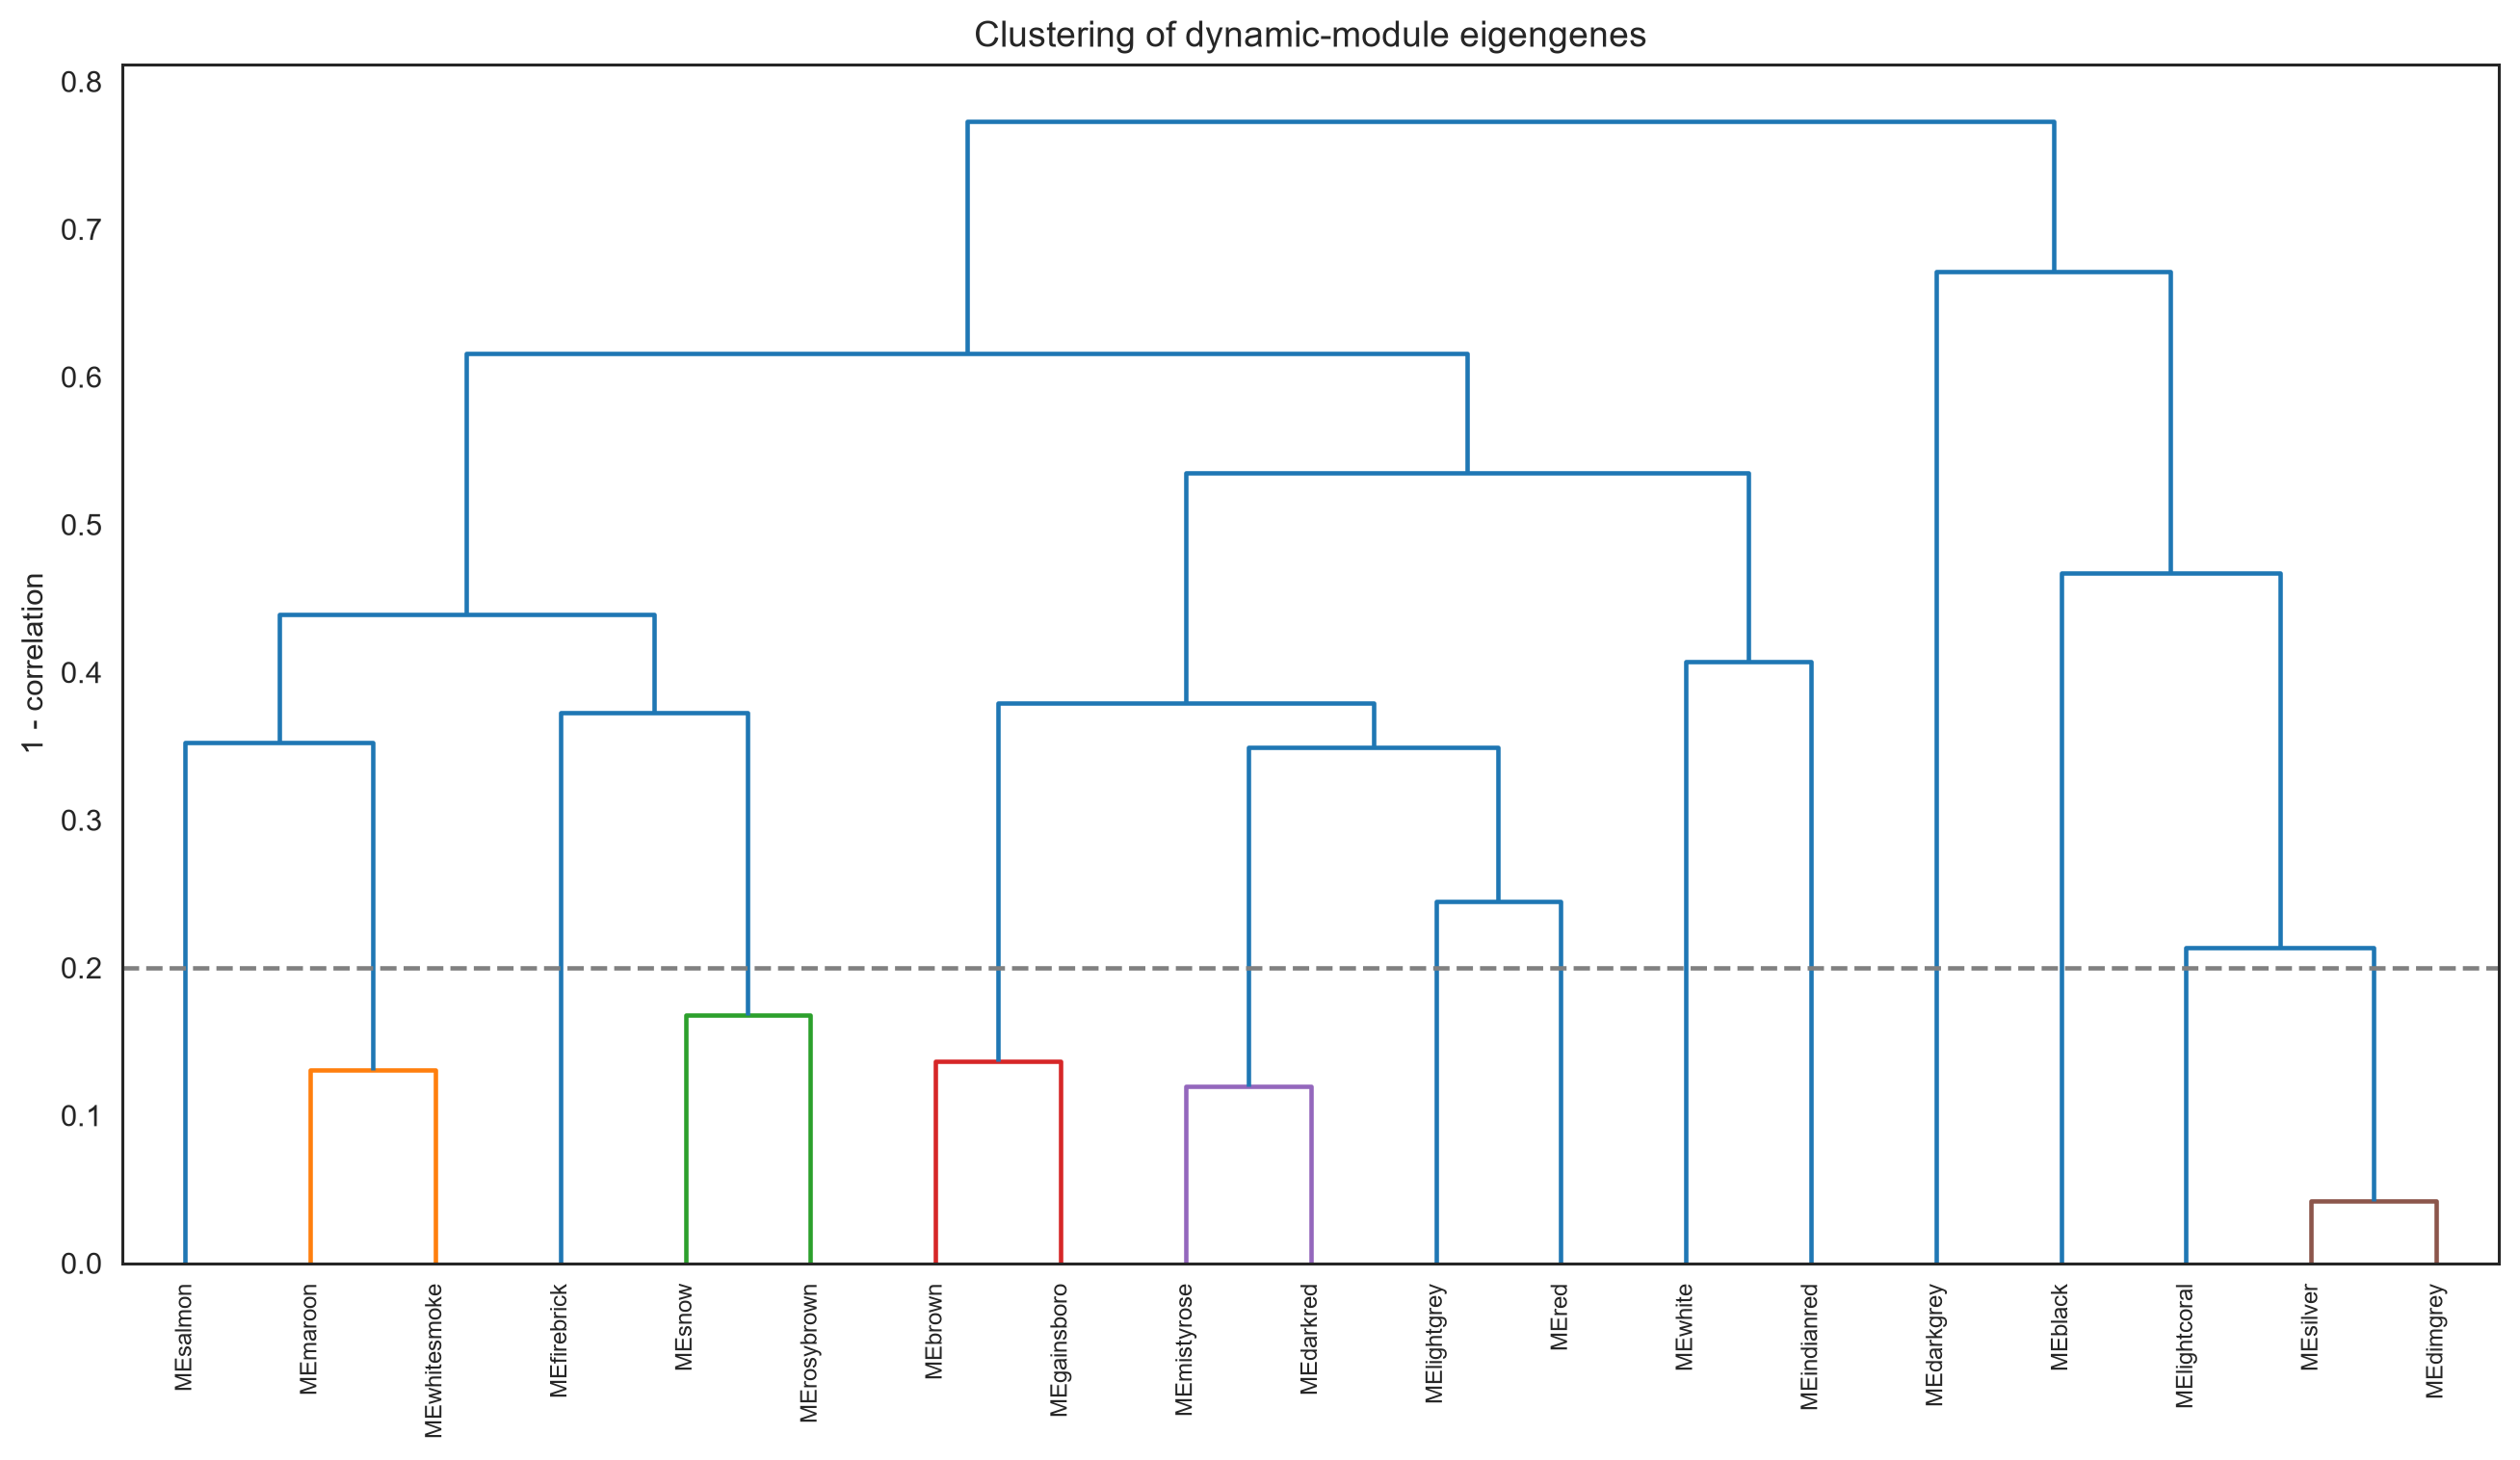 Clustering of dynamic-module eigengenes
0.8
0.7
0.6
0.5
0.4
0.3
0.2
0.1
0.0
1 - correlation
MEsalmon
MEmaroon
MEwhitesmoke
MEfirebrick
MEsnow
MErosybrown
MEbrown
MEgainsboro
MEmistyrose
MEdarkred
MElightgrey
MEred
MEwhite
MEindianred
MEdarkgrey
MEblack
MElightcoral
MEsilver
MEdimgrey